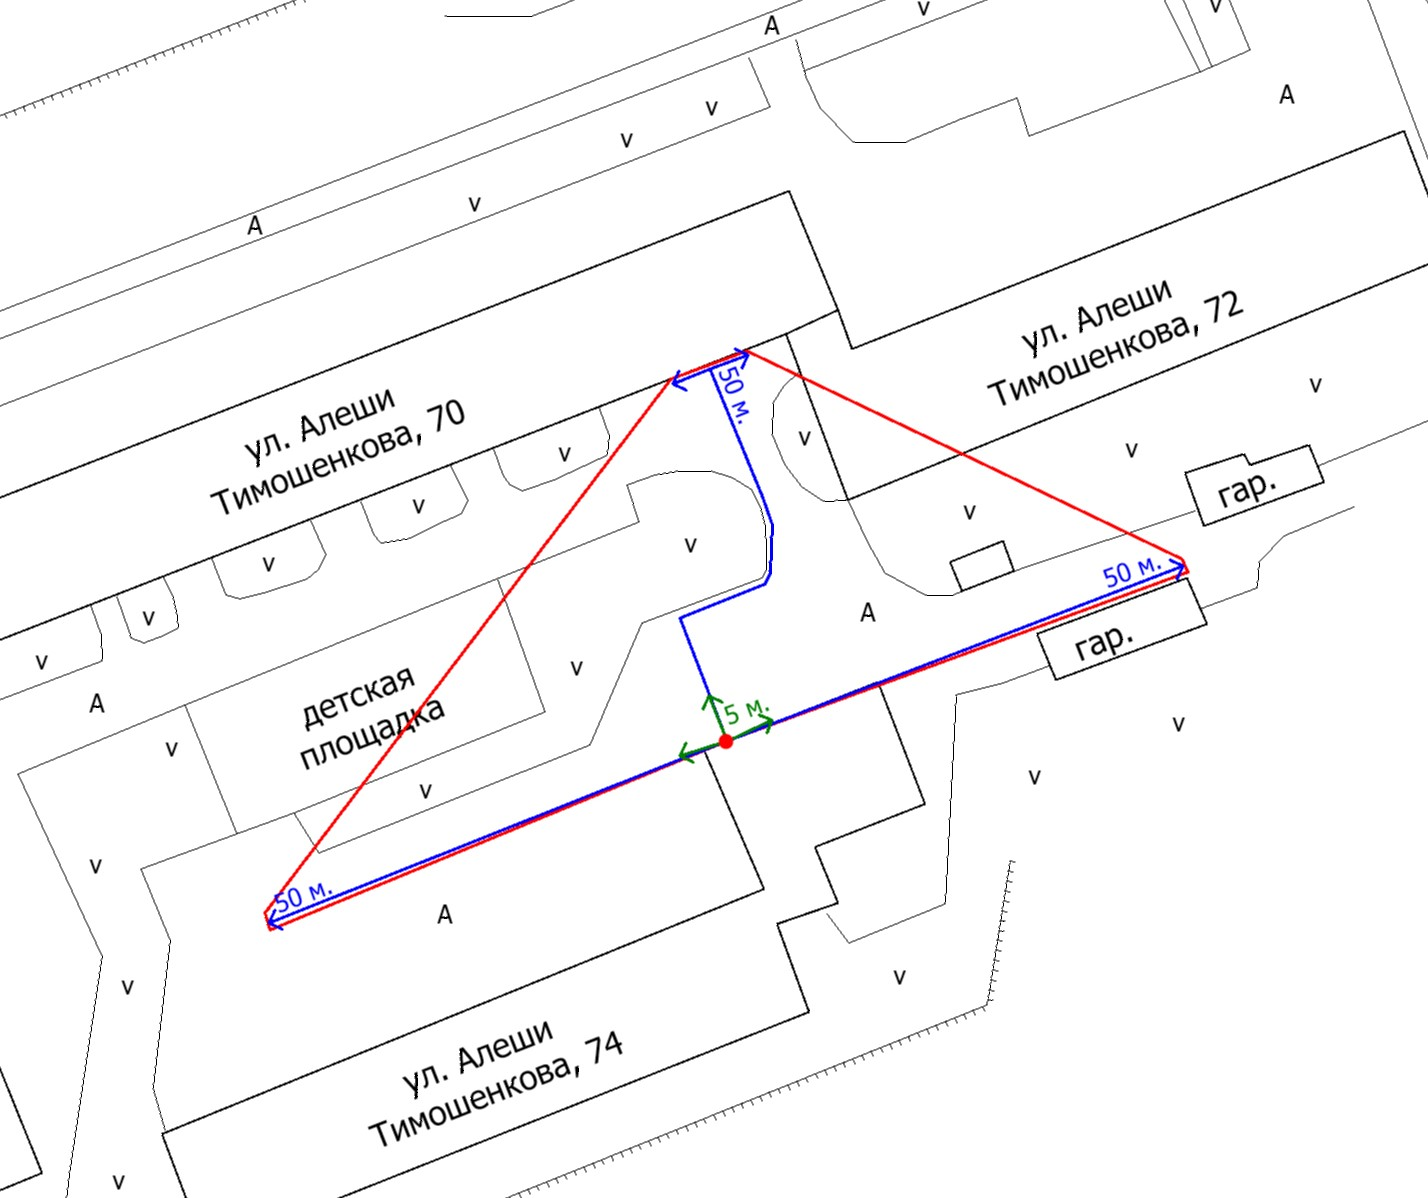 A
v
v
A
v
v
v
A
v
ул. Алеши
Тимошенкова, 72
50 м.
v
ул. Алеши
Тимошенкова, 70
v
v
v
v
гар.
v
v
v
v
50 м.
v
A
гар.
v
v
A
детская
площадка
5 м.
v
v
v
v
v
50 м.
A
v
v
ул. Алеши
Тимошенкова, 74
v